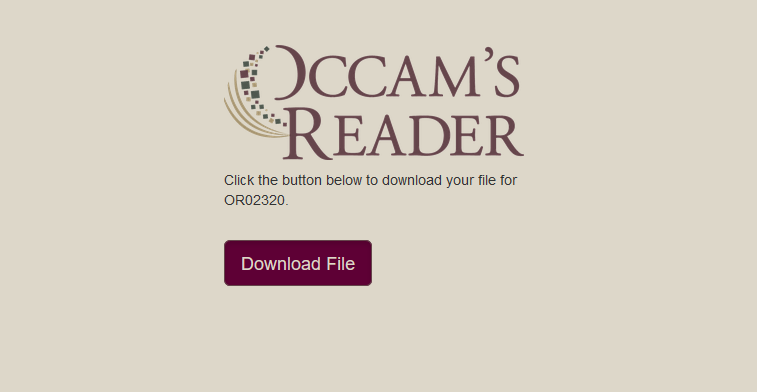 OCCAM'S
READER
Click the button below to download your file for
OR02320.
Download File